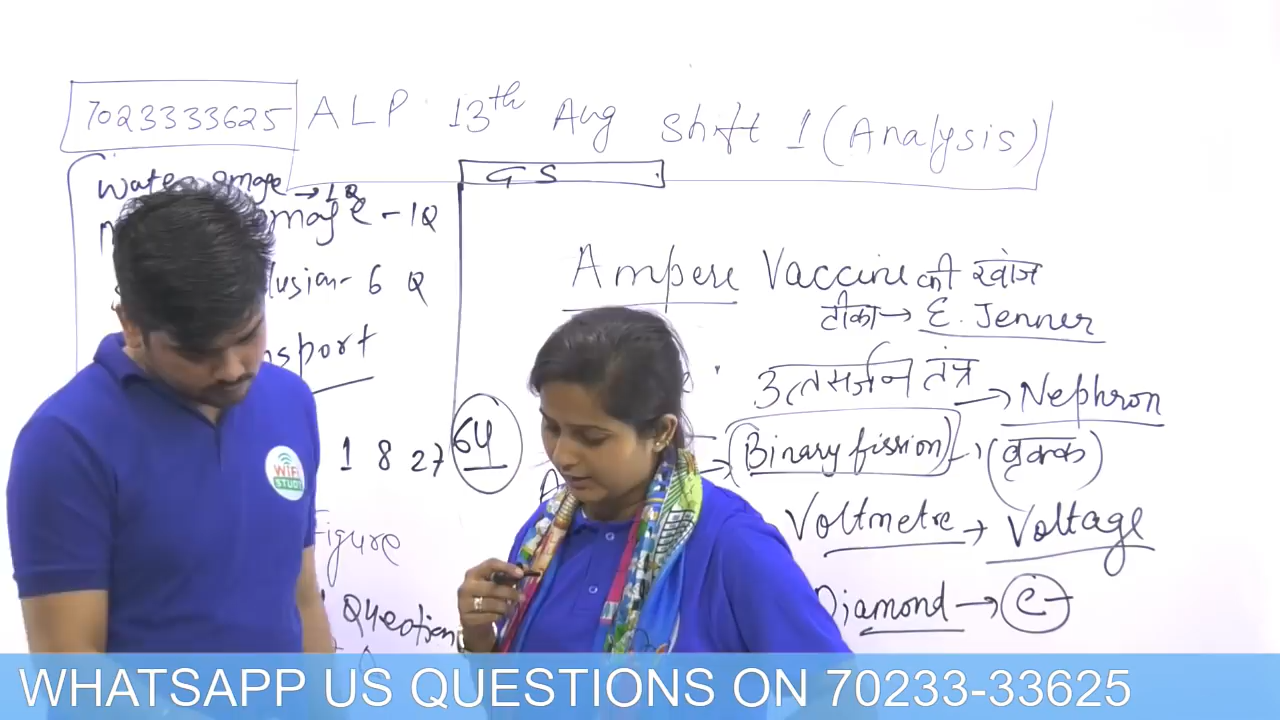 7023333625 ALP 13th Aug Shift 1 (Analysis)
GS
Water image → 1Q
image - 1Q
lusion - 6 Q
nsport
1 8 27 64
Figure
Question
Ampere Vaccine की खोज
टीका → E. Jenner
उत्सर्जन तंत्र → Nephron
Binary fission → (वृक्क)
Voltmetre → Voltage
Diamond →
WiFi
STUDY
WHATSAPP US QUESTIONS ON 70233-33625